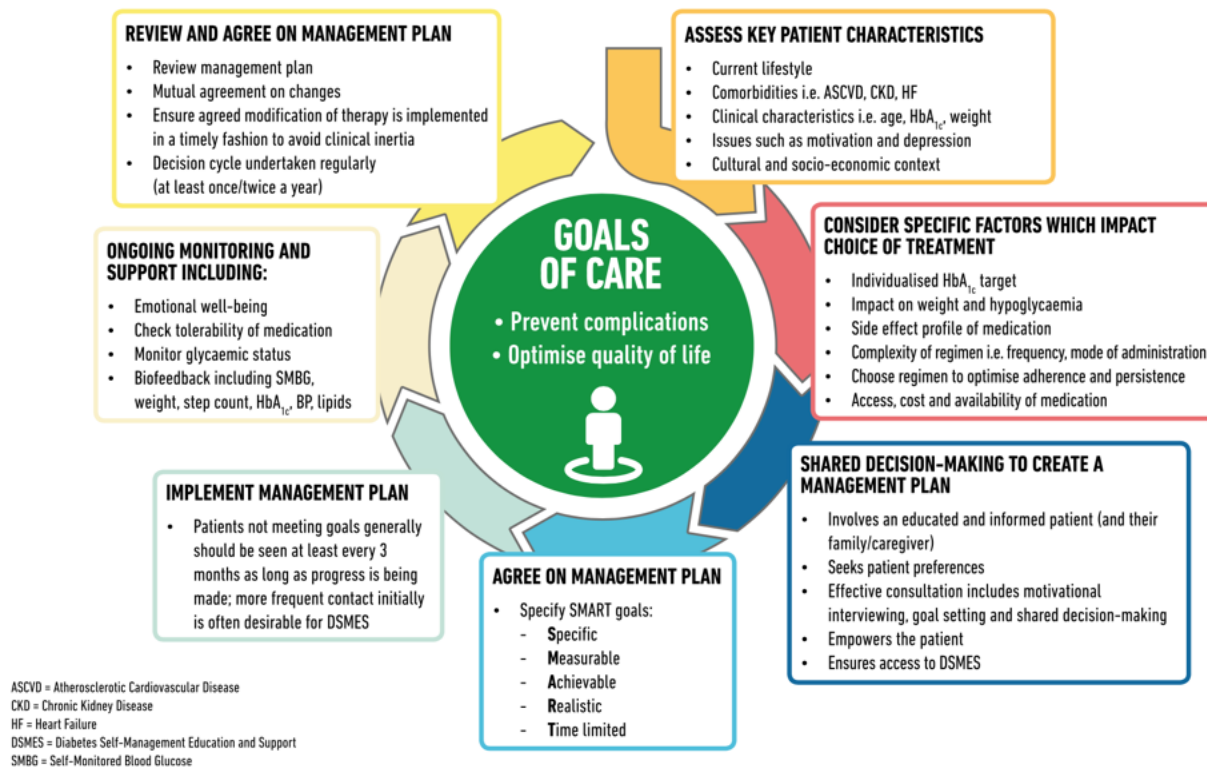 REVIEW AND AGREE ON MANAGEMENT PLAN
• Review management plan
• Mutual agreement on changes
• Ensure agreed modification of therapy is implemented
in a timely fashion to avoid clinical inertia
• Decision cycle undertaken regularly
(at least once/twice a year)
ASSESS KEY PATIENT CHARACTERISTICS
• Current lifestyle
• Comorbidities i.e. ASCVD, CKD, HF
• Clinical characteristics i.e. age, HbA1c, weight
• Issues such as motivation and depression
• Cultural and socio-economic context
ONGOING MONITORING AND
SUPPORT INCLUDING:
• Emotional well-being
• Check tolerability of medication
• Monitor glycaemic status
• Biofeedback including SMBG,
weight, step count, HbA1c, BP, lipids
GOALS
OF CARE
• Prevent complications
• Optimise quality of life
CONSIDER SPECIFIC FACTORS WHICH IMPACT
CHOICE OF TREATMENT
• Individualised HbA1c target
• Impact on weight and hypoglycaemia
• Side effect profile of medication
• Complexity of regimen i.e. frequency, mode of administration
• Choose regimen to optimise adherence and persistence
• Access, cost and availability of medication
IMPLEMENT MANAGEMENT PLAN
• Patients not meeting goals generally
should be seen at least every 3
months as long as progress is being
made; more frequent contact initially
is often desirable for DSMES
AGREE ON MANAGEMENT PLAN
• Specify SMART goals:
- Specific
- Measurable
- Achievable
- Realistic
- Time limited
SHARED DECISION-MAKING TO CREATE A
MANAGEMENT PLAN
• Involves an educated and informed patient (and their
family/caregiver)
• Seeks patient preferences
• Effective consultation includes motivational
interviewing, goal setting and shared decision-making
• Empowers the patient
• Ensures access to DSMES
ASCVD = Atherosclerotic Cardiovascular Disease
CKD = Chronic Kidney Disease
HF = Heart Failure
DSMES = Diabetes Self-Management Education and Support
SMBG = Self-Monitored Blood Glucose